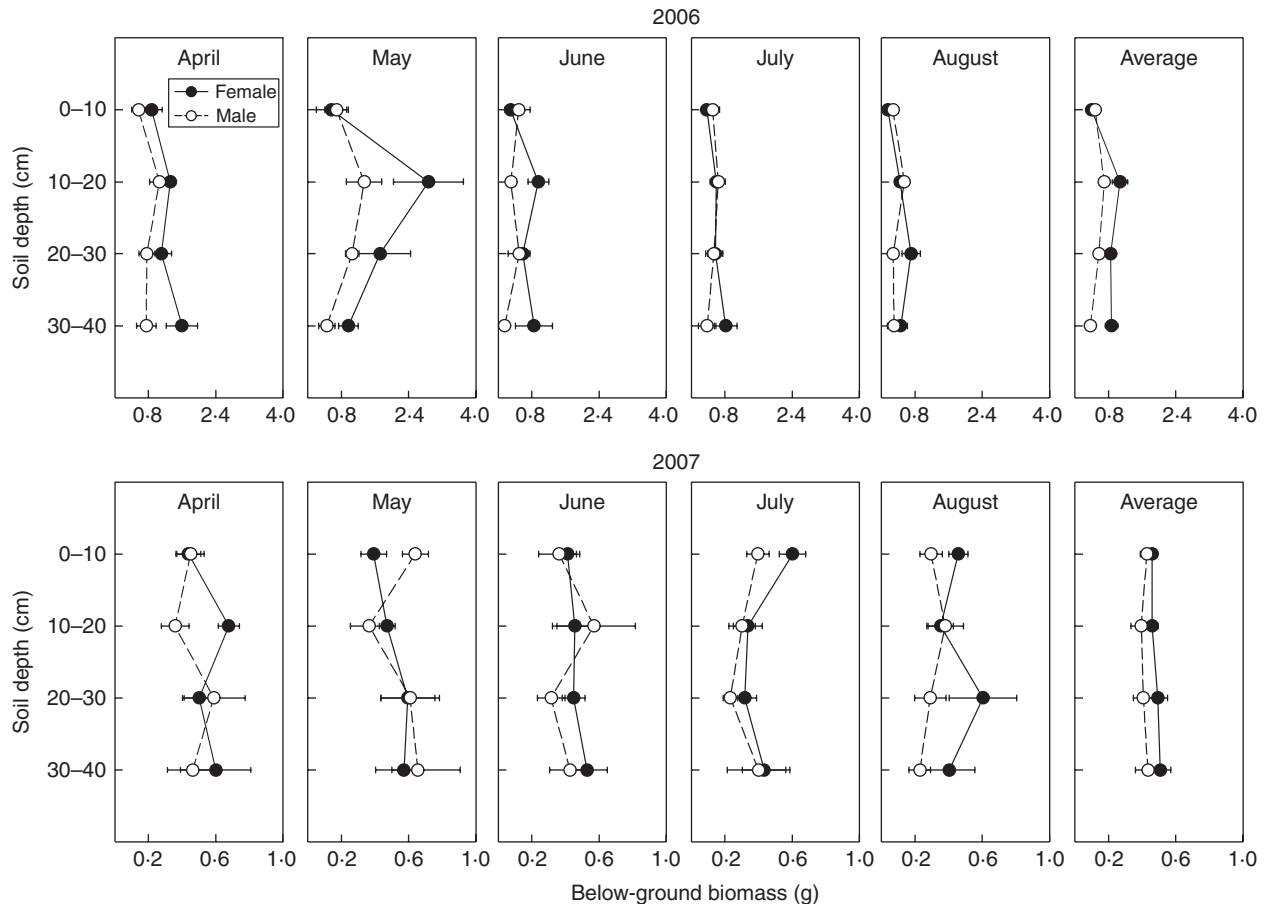 2006
April May June July August Average
Female
Male
Soil depth (cm)
0–10
10–20
20–30
30–40
0·8 2·4 4·0 0·8 2·4 4·0 0·8 2·4 4·0 0·8 2·4 4·0 0·8 2·4 4·0 0·8 2·4 4·0
2007
April May June July August Average
Soil depth (cm)
0–10
10–20
20–30
30–40
0·2 0·6 1·0 0·2 0·6 1·0 0·2 0·6 1·0 0·2 0·6 1·0 0·2 0·6 1·0 0·2 0·6 1·0
Below-ground biomass (g)